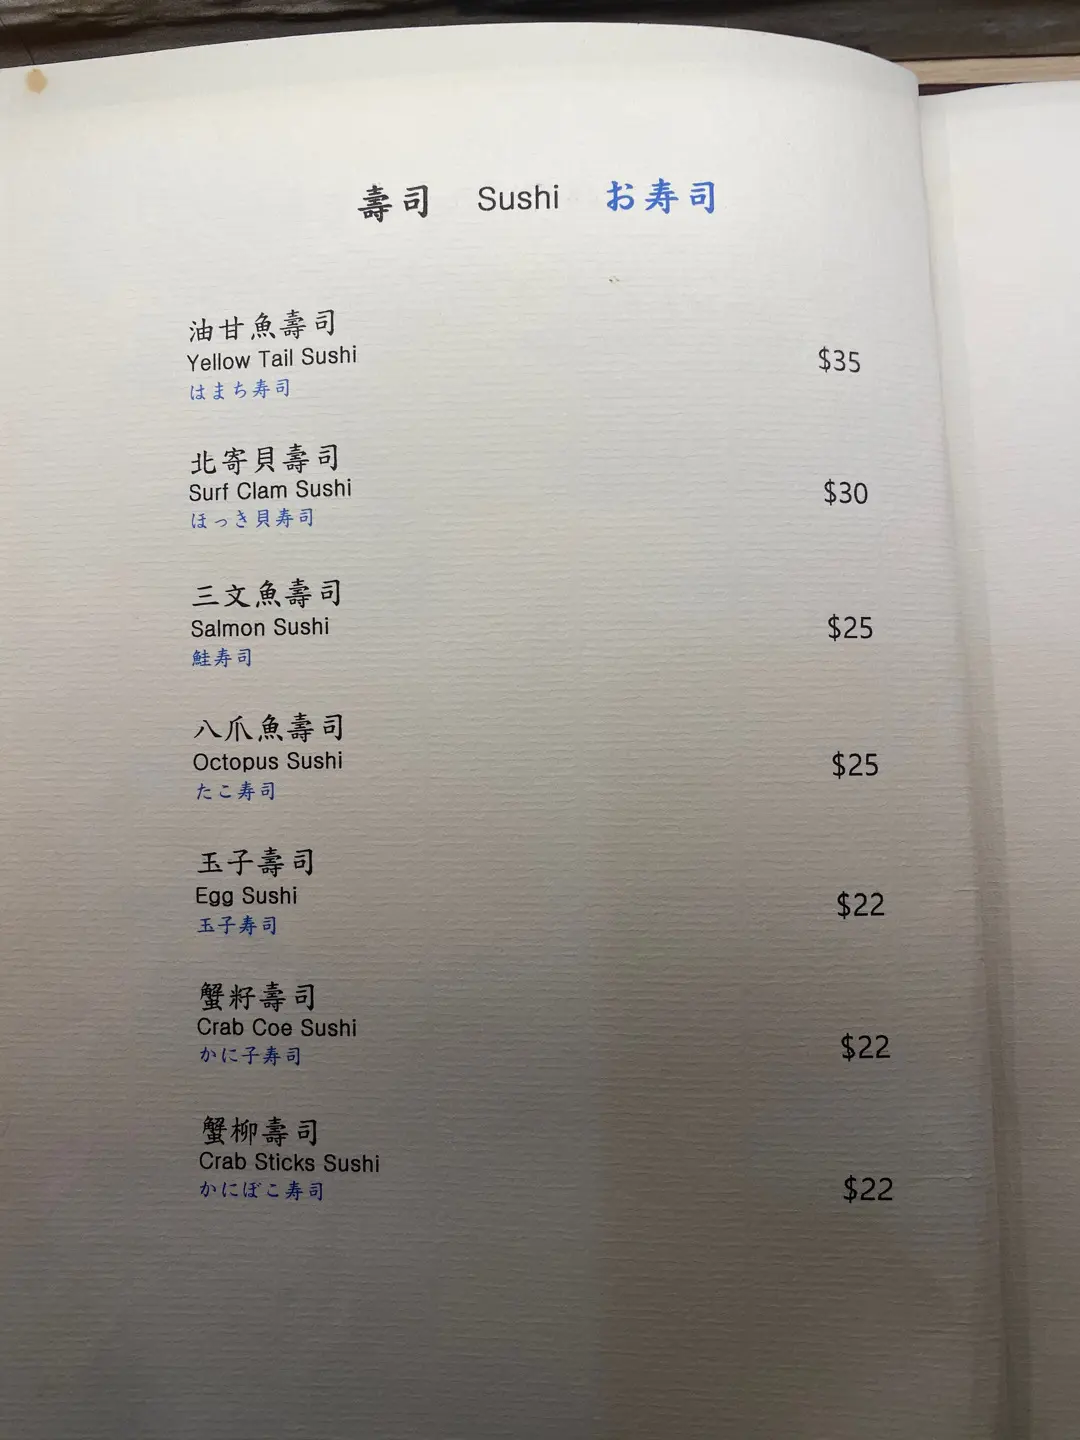 壽司 Sushi お寿司
油甘魚壽司
Yellow Tail Sushi $35
はまち寿司
北寄貝壽司
Surf Clam Sushi $30
ほっき貝寿司
三文魚壽司
Salmon Sushi $25
鮭寿司
八爪魚壽司
Octopus Sushi $25
たこ寿司
玉子壽司
Egg Sushi $22
玉子寿司
蟹籽壽司
Crab Coe Sushi $22
かに子寿司
蟹柳壽司
Crab Sticks Sushi $22
かにぼこ寿司